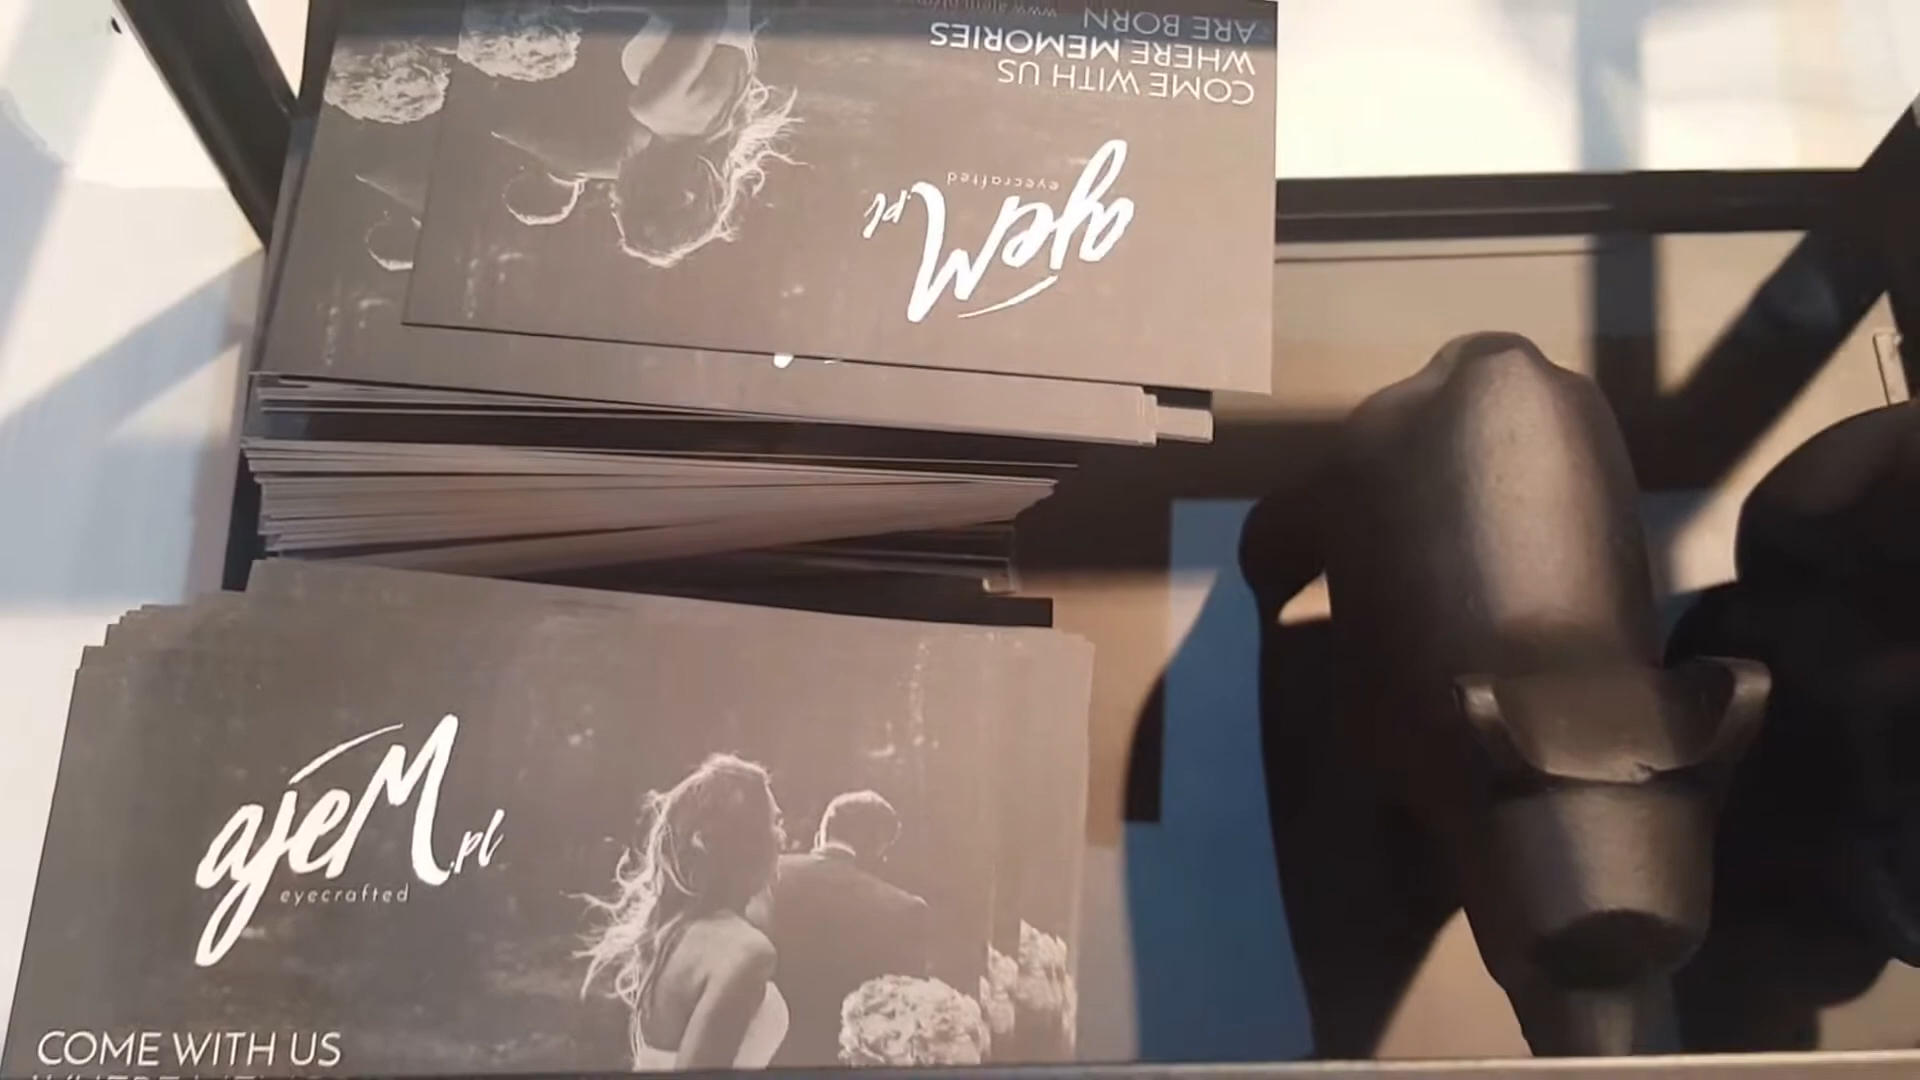 ARE BORN
WHERE MEMORIES
COME WITH US
eyecrafted
ajeM.pl
ajeM.pl
eyecrafted
COME WITH US